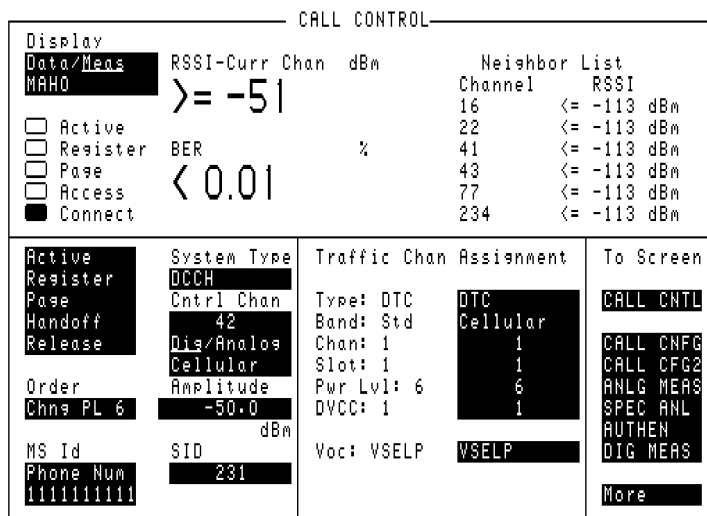 CALL CONTROL
Display
Data/Meas
MAHO
RSSI-Curr Chan dBm
>= -51
Neighbor List
Channel RSSI
16 <= -113 dBm
22 <= -113 dBm
41 <= -113 dBm
43 <= -113 dBm
77 <= -113 dBm
234 <= -113 dBm
Active
Register
Page
Access
Connect
BER %
< 0.01
Active
Register
Page
Handoff
Release
Order
Chng PL 6
MS Id
Phone Num
1111111111
System Type
DCCH
Cntrl Chan
42
Dig/Analog
Cellular
Amplitude
-50.0
dBm
SID
231
Traffic Chan Assignment
Type: DTC DTC
Band: Std Cellular
Chan: 1 1
Slot: 1 1
Pwr Lvl: 6 6
DVCC: 1 1
Voc: VSELP VSELP
To Screen
CALL CNTL
CALL CNFG
CALL CFG2
ANLG MEAS
SPEC ANL
AUTHEN
DIG MEAS
More